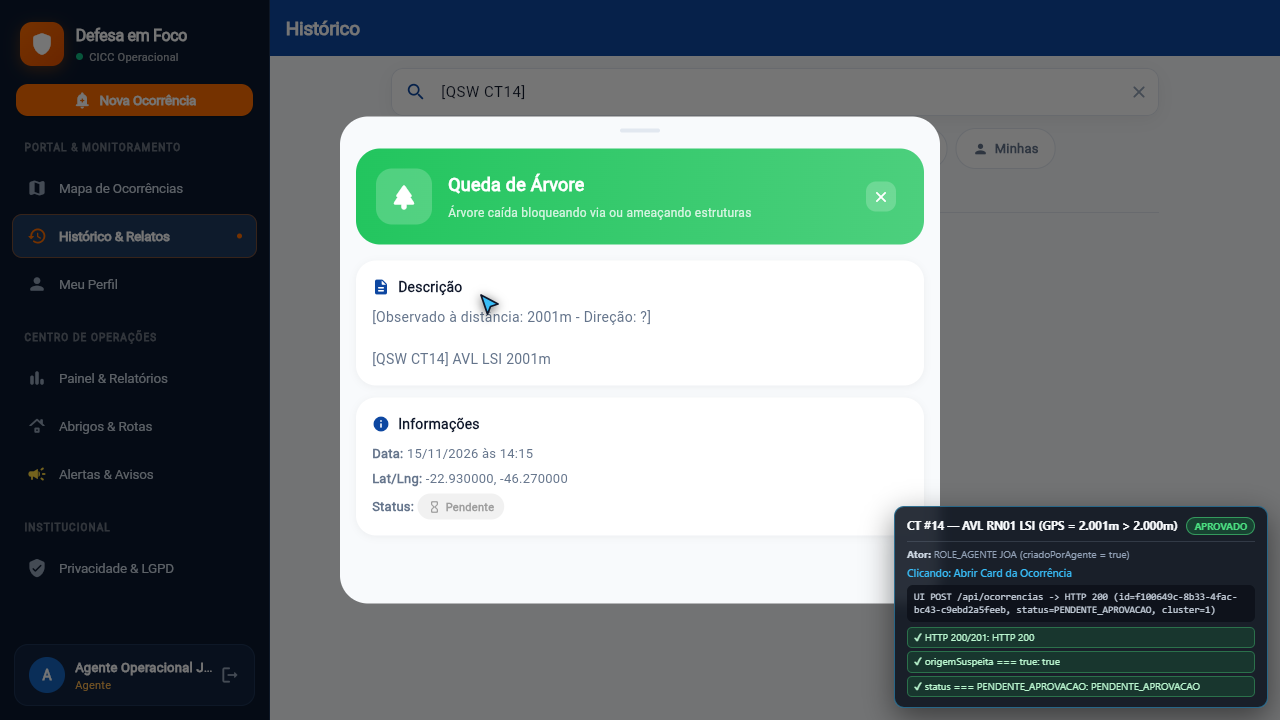 Defesa em Foco
CICC Operacional
Nova Ocorrência
PORTAL & MONITORAMENTO
Mapa de Ocorrências
Histórico & Relatos
Meu Perfil
CENTRO DE OPERAÇÕES
Painel & Relatórios
Abrigos & Rotas
Alertas & Avisos
INSTITUCIONAL
Privacidade & LGPD
A
Agente Operacional J...
Agente
Histórico
[QSW CT14]
Minhas
Queda de Árvore
Árvore caída bloqueando via ou ameaçando estruturas
Descrição
[Observado à distância: 2001m - Direção: ?]
[QSW CT14] AVL LSI 2001m
Informações
Data: 15/11/2026 às 14:15
Lat/Lng: -22.930000, -46.270000
Status: Pendente
CT #14 — AVL RN01 LSI (GPS = 2.001m > 2.000m) APROVADO
Ator: ROLE_AGENTE JOA (criadoPorAgente = true)
Clicando: Abrir Card da Ocorrência
UI POST /api/ocorrencias -> HTTP 200 (id=f100649c-8b33-4fac-
bc43-c9ebd2a5feeb, status=PENDENTE_APROVACAO, cluster=1)
✓ HTTP 200/201: HTTP 200
✓ origemSuspeita === true: true
✓ status === PENDENTE_APROVACAO: PENDENTE_APROVACAO